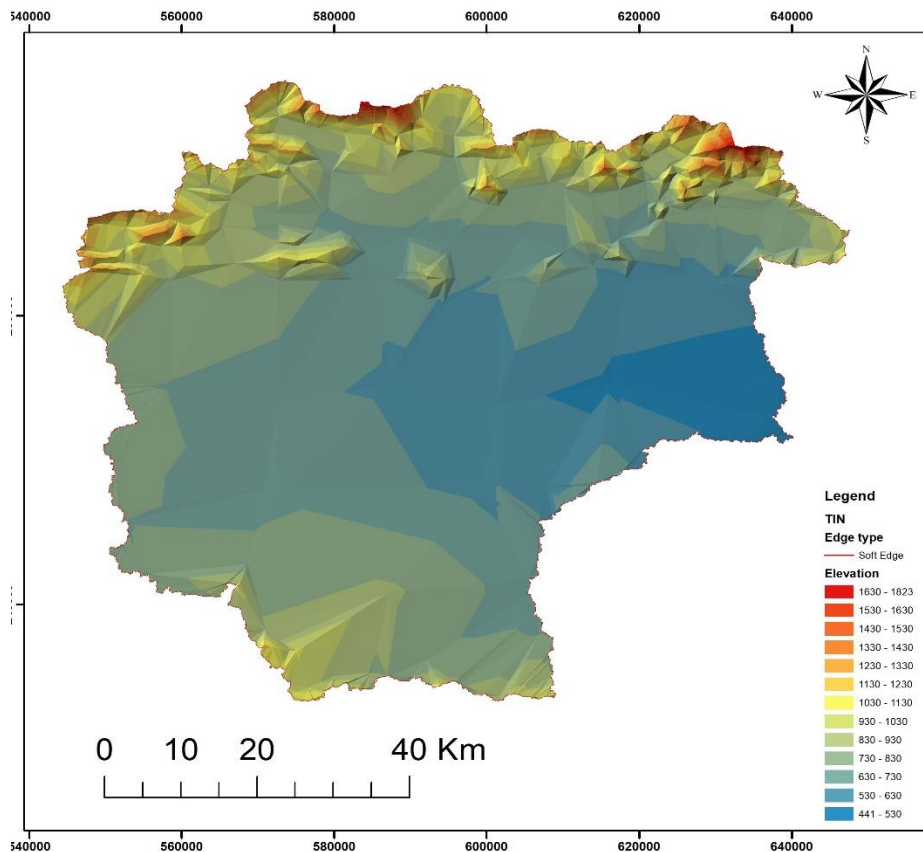 540000 560000 580000 600000 620000 640000
N
W E
S
Legend
TIN
Edge type
Soft Edge
Elevation
1630 - 1823
1530 - 1630
1430 - 1530
1330 - 1430
1230 - 1330
1130 - 1230
1030 - 1130
930 - 1030
830 - 930
730 - 830
630 - 730
530 - 630
441 - 530
0 10 20 40 Km
540000 560000 580000 600000 620000 640000